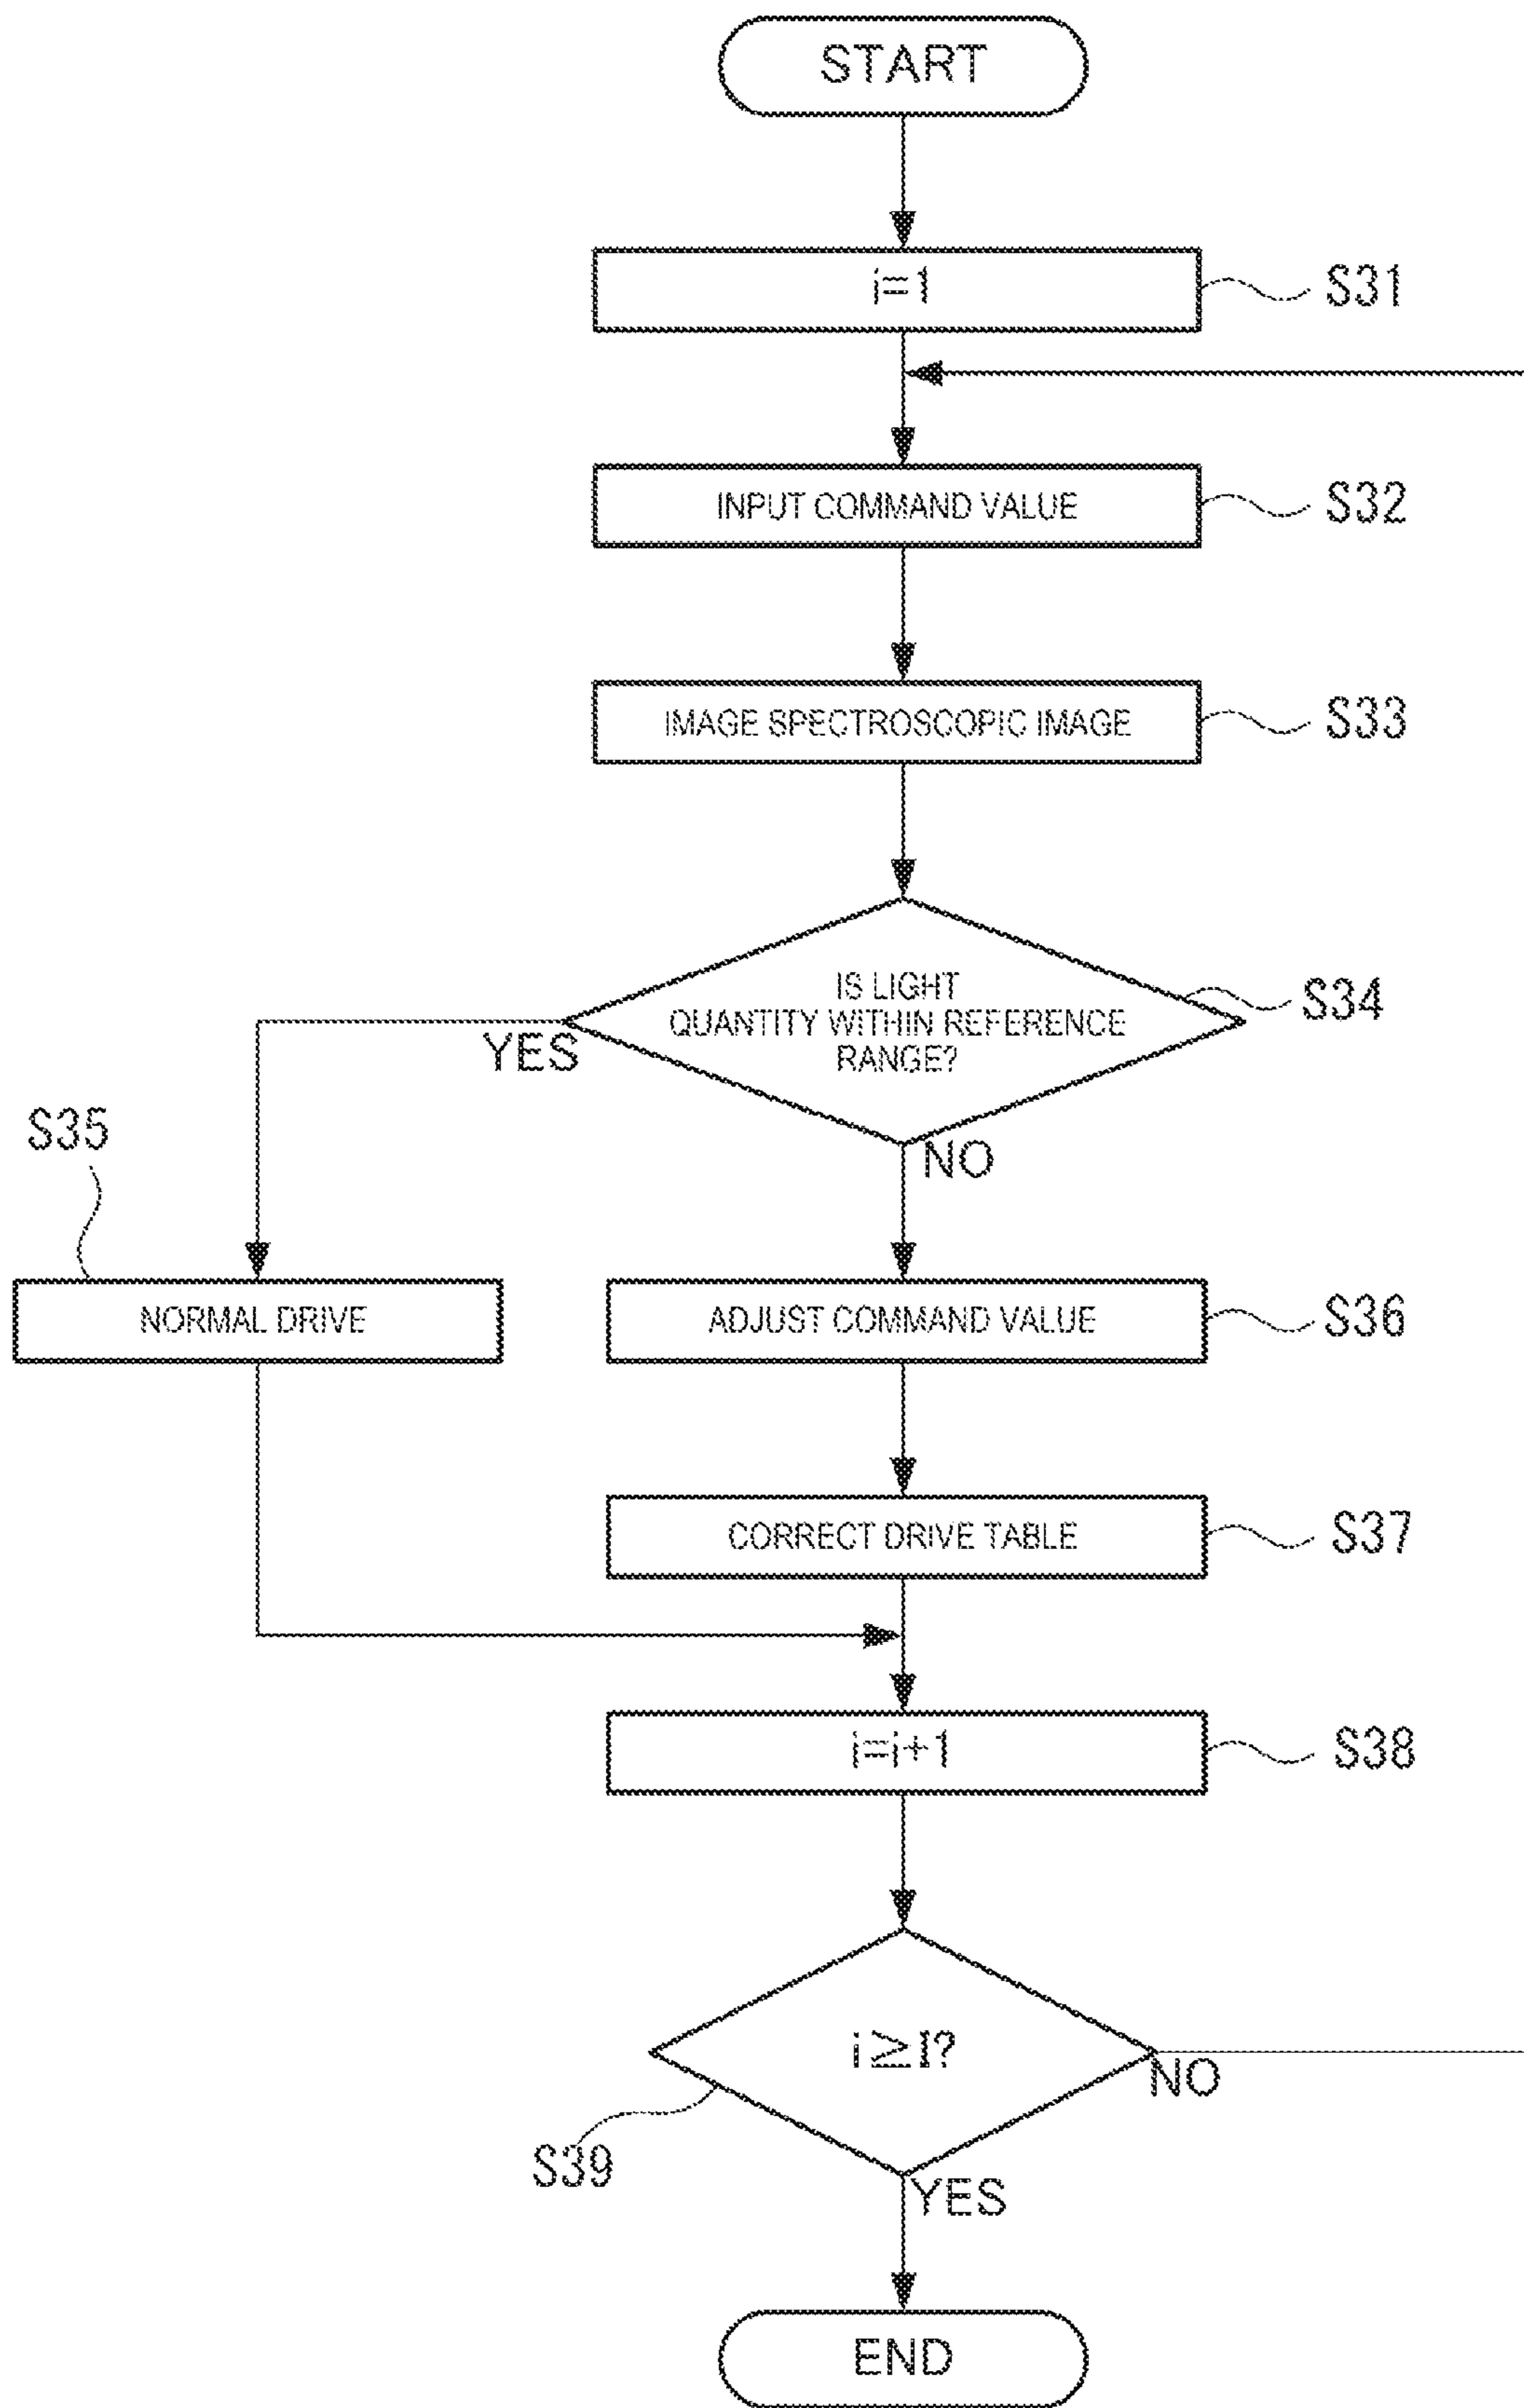 START
i=1
S31
INPUT COMMAND VALUE
S32
IMAGE SPECTROSCOPIC IMAGE
S33
IS LIGHT
QUANTITY WITHIN REFERENCE
RANGE?
S34
YES
NO
S35
NORMAL DRIVE
ADJUST COMMAND VALUE
S36
CORRECT DRIVE TABLE
S37
i=i+1
S38
i≧I?
NO
S39
YES
END